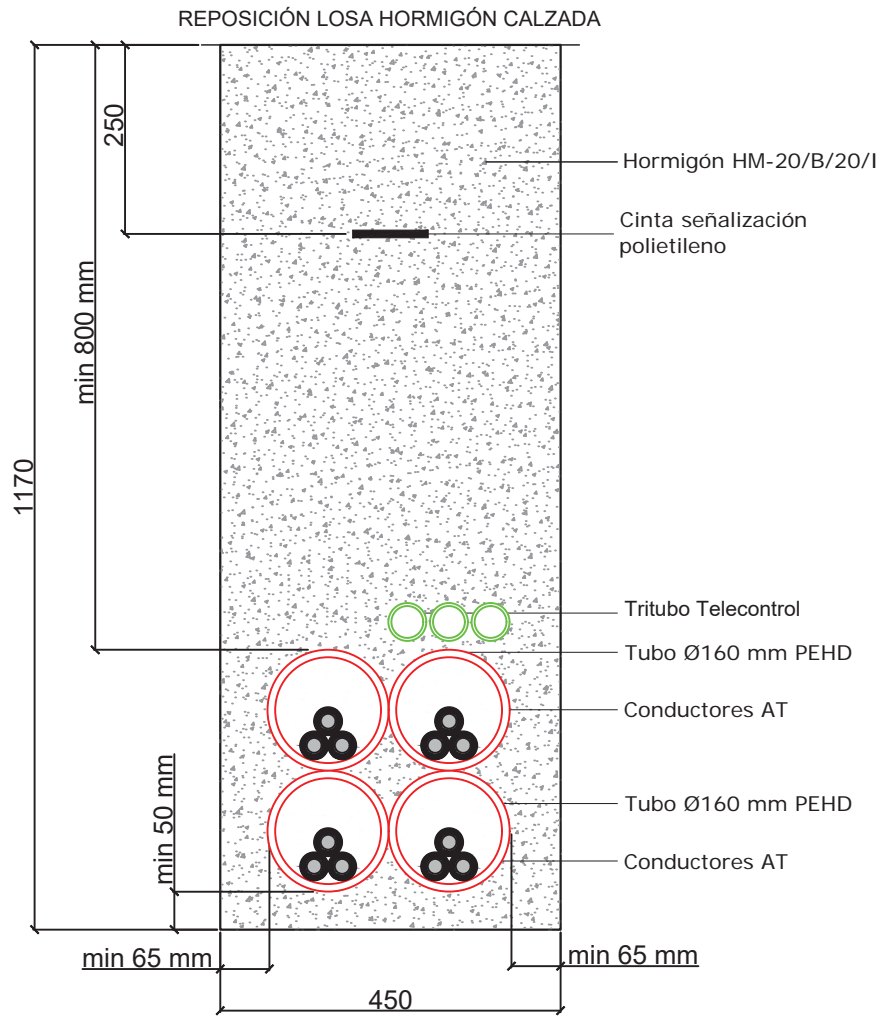 REPOSICIÓN LOSA HORMIGÓN CALZADA
250
Hormigón HM-20/B/20/I
Cinta señalización
polietileno
min 800 mm
1170
Tritubo Telecontrol
Tubo Ø160 mm PEHD
Conductores AT
Tubo Ø160 mm PEHD
min 50 mm
Conductores AT
min 65 mm
min 65 mm
450